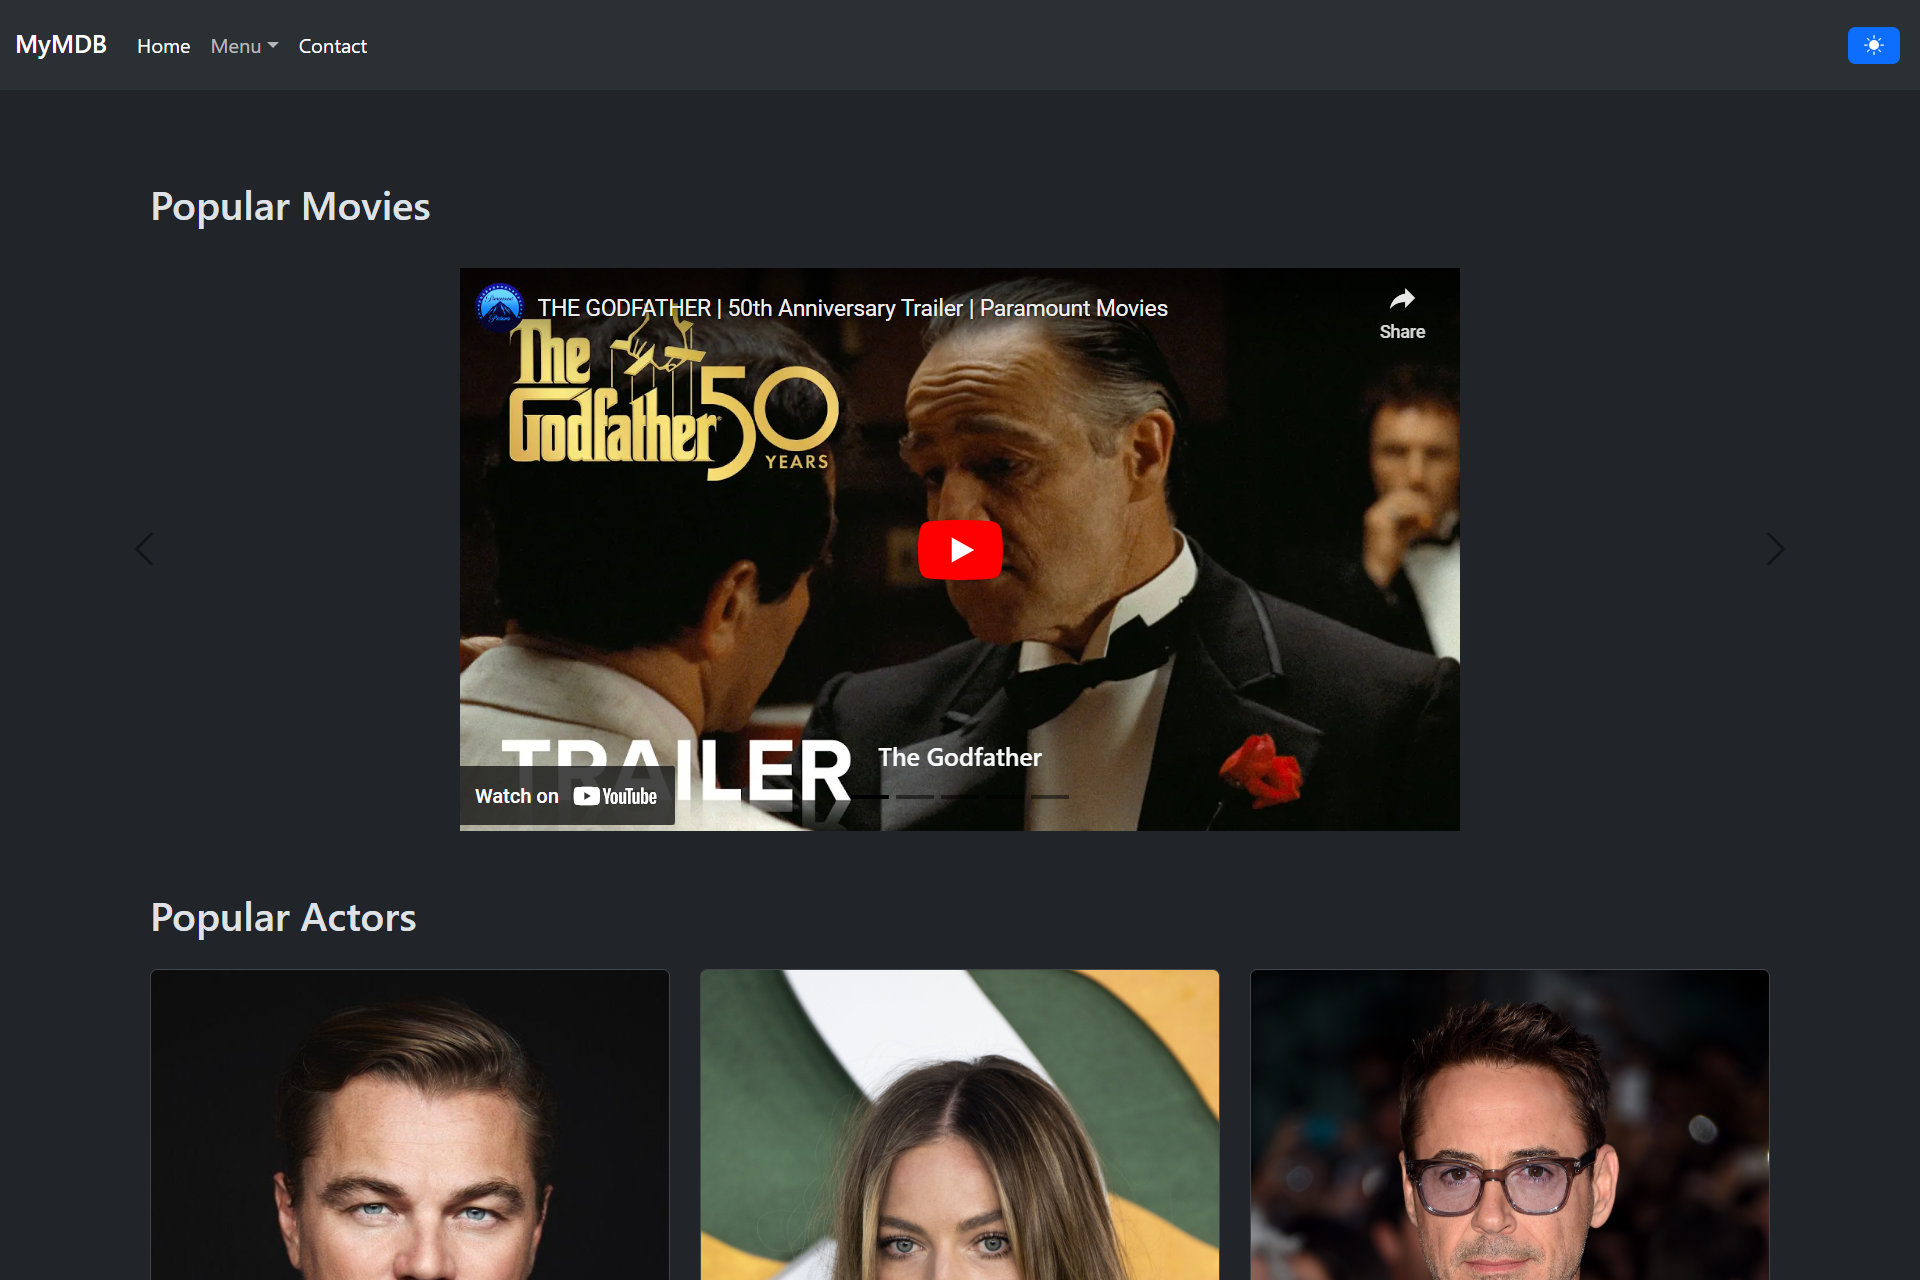 MyMDB Home Menu Contact
Popular Movies
THE GODFATHER | 50th Anniversary Trailer | Paramount Movies
Share
The
Godfather 50
YEARS
TRAILER
The Godfather
Watch on YouTube
Popular Actors